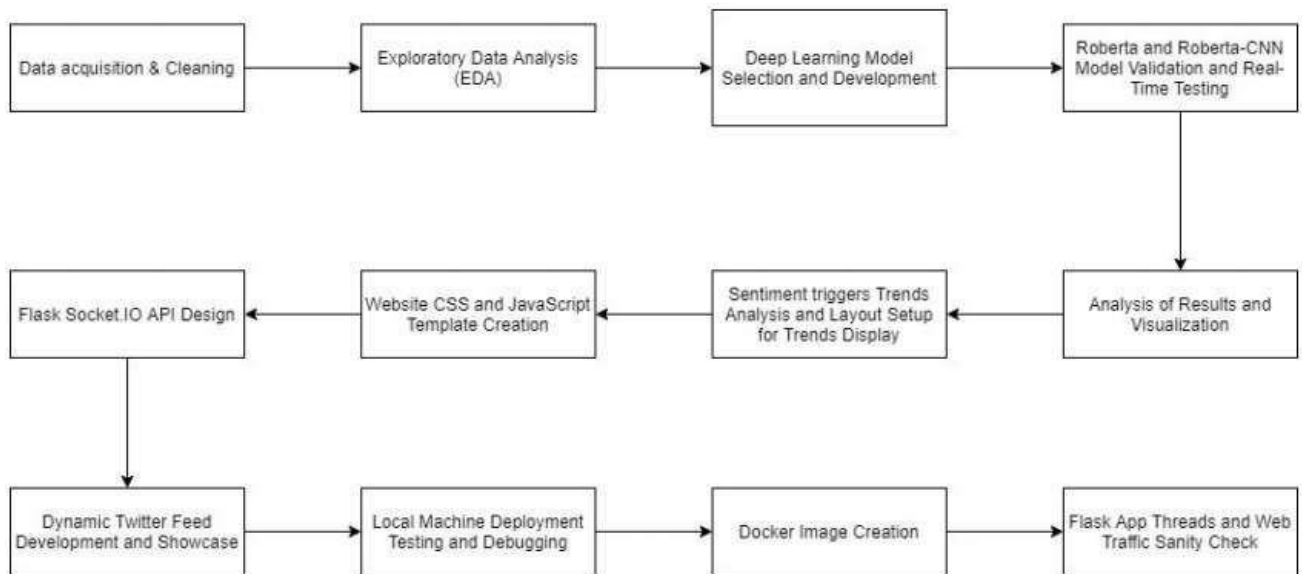 Data acquisition & Cleaning
Exploratory Data Analysis
(EDA)
Deep Learning Model
Selection and Development
Roberta and Roberta-CNN
Model Validation and Real-
Time Testing
Flask Socket.IO API Design
Website CSS and JavaScript
Template Creation
Sentiment triggers Trends
Analysis and Layout Setup
for Trends Display
Analysis of Results and
Visualization
Dynamic Twitter Feed
Development and Showcase
Local Machine Deployment
Testing and Debugging
Docker Image Creation
Flask App Threads and Web
Traffic Sanity Check